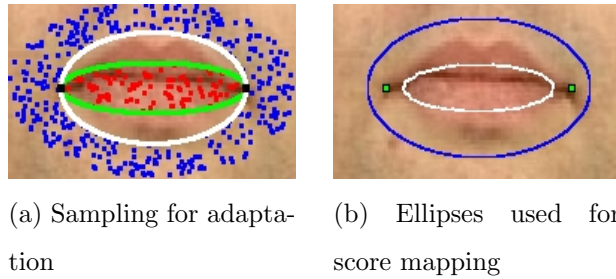 (a) Sampling for adapta-
tion
(b) Ellipses used for
score mapping